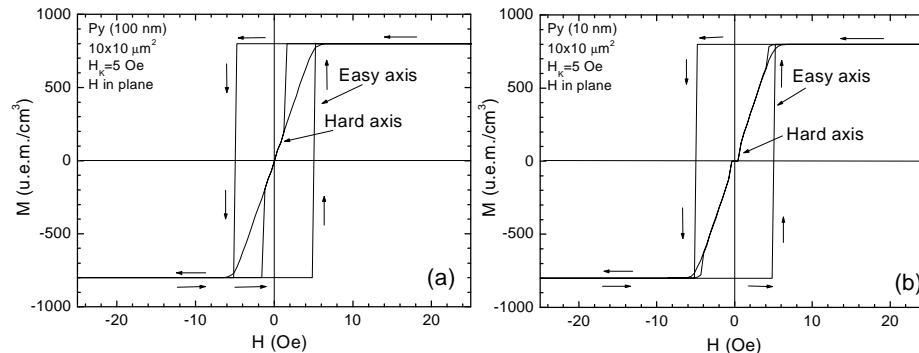 1000
500
0
-500
-1000
M (u.e.m./cm³)
-20
-10
0
10
20
H (Oe)
Py (100 nm)
10x10 μm²
H_K=5 Oe
H in plane
Easy axis
Hard axis
(a)
1000
500
0
-500
-1000
M (u.e.m./cm³)
-20
-10
0
10
20
H (Oe)
Py (10 nm)
10x10 μm²
H_K=5 Oe
H in plane
Easy axis
Hard axis
(b)